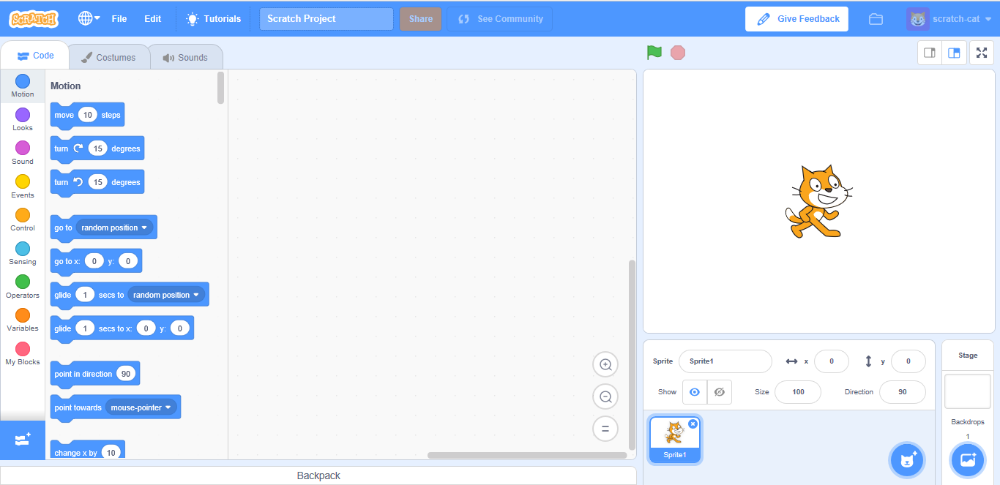 SCRATCH File Edit Tutorials Scratch Project Share See Community Give Feedback scratch-cat
Code Costumes Sounds
Motion
Looks
Sound
Events
Control
Sensing
Operators
Variables
My Blocks
Motion
move 10 steps
turn 15 degrees
turn 15 degrees
go to random position
go to x: 0 y: 0
glide 1 secs to random position
glide 1 secs to x: 0 y: 0
point in direction 90
point towards mouse-pointer
change x by 10
Backpack
Sprite Sprite1 x 0 y 0
Show Size 100 Direction 90
Sprite1
Stage
Backdrops
1